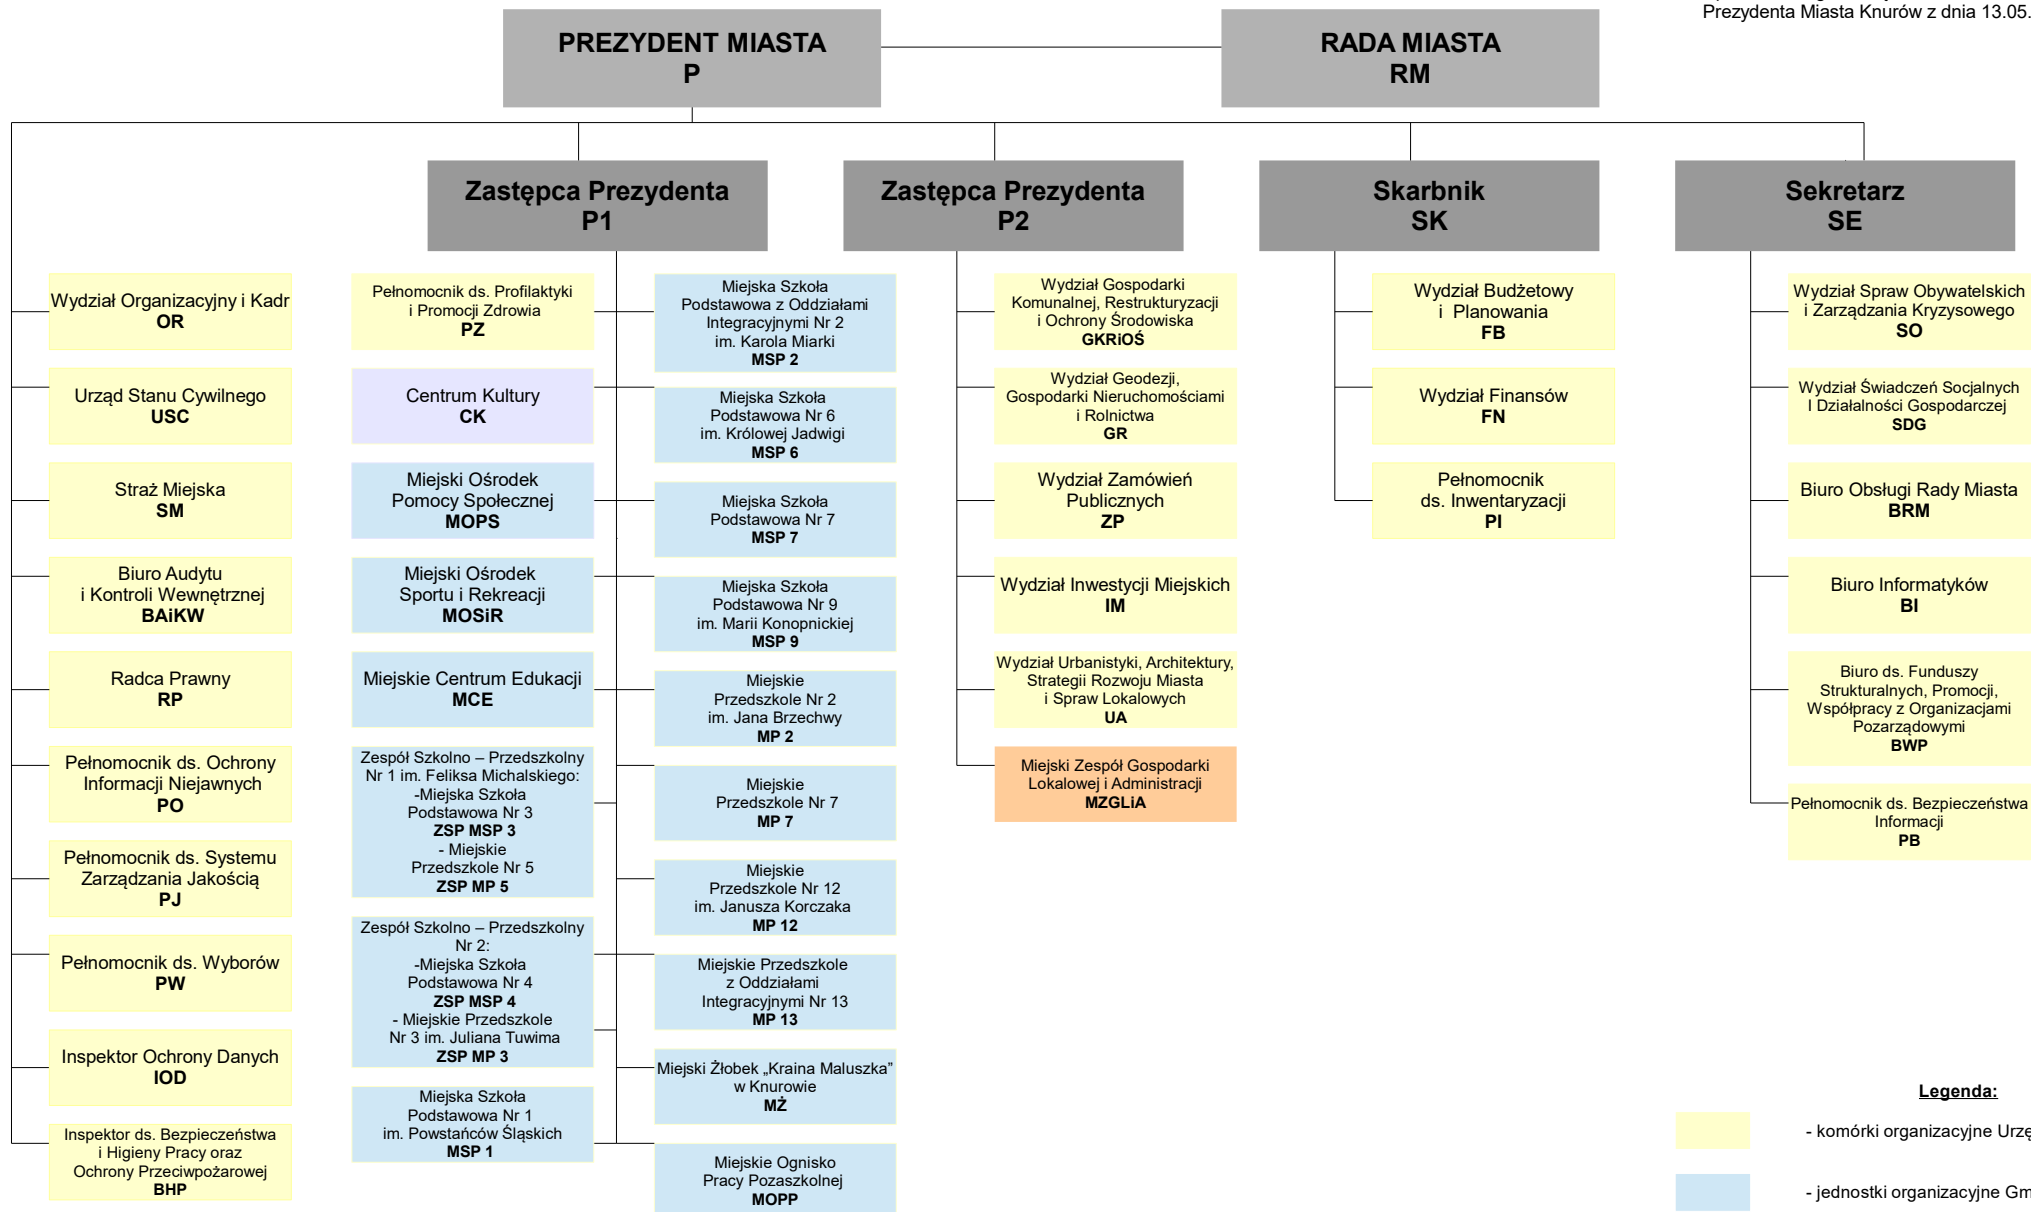 Prezydenta Miasta Knurów z dnia 13.05.
PREZYDENT MIASTA
P
RADA MIASTA
RM
Zastępca Prezydenta
P1
Zastępca Prezydenta
P2
Skarbnik
SK
Sekretarz
SE
Wydział Organizacyjny i Kadr
OR
Urząd Stanu Cywilnego
USC
Straż Miejska
SM
Biuro Audytu
i Kontroli Wewnętrznej
BAiKW
Radca Prawny
RP
Pełnomocnik ds. Ochrony
Informacji Niejawnych
PO
Pełnomocnik ds. Systemu
Zarządzania Jakością
PJ
Pełnomocnik ds. Wyborów
PW
Inspektor Ochrony Danych
IOD
Inspektor ds. Bezpieczeństwa
i Higieny Pracy oraz
Ochrony Przeciwpożarowej
BHP
Pełnomocnik ds. Profilaktyki
i Promocji Zdrowia
PZ
Centrum Kultury
CK
Miejski Ośrodek
Pomocy Społecznej
MOPS
Miejski Ośrodek
Sportu i Rekreacji
MOSiR
Miejskie Centrum Edukacji
MCE
Zespół Szkolno – Przedszkolny
Nr 1 im. Feliksa Michalskiego:
-Miejska Szkoła
Podstawowa Nr 3
ZSP MSP 3
- Miejskie
Przedszkole Nr 5
ZSP MP 5
Zespół Szkolno – Przedszkolny
Nr 2:
-Miejska Szkoła
Podstawowa Nr 4
ZSP MSP 4
- Miejskie Przedszkole
Nr 3 im. Juliana Tuwima
ZSP MP 3
Miejska Szkoła
Podstawowa Nr 1
im. Powstańców Śląskich
MSP 1
Miejska Szkoła
Podstawowa z Oddziałami
Integracyjnymi Nr 2
im. Karola Miarki
MSP 2
Miejska Szkoła
Podstawowa Nr 6
im. Królowej Jadwigi
MSP 6
Miejska Szkoła
Podstawowa Nr 7
MSP 7
Miejska Szkoła
Podstawowa Nr 9
im. Marii Konopnickiej
MSP 9
Miejskie
Przedszkole Nr 2
im. Jana Brzechwy
MP 2
Miejskie
Przedszkole Nr 7
MP 7
Miejskie
Przedszkole Nr 12
im. Janusza Korczaka
MP 12
Miejskie Przedszkole
z Oddziałami
Integracyjnymi Nr 13
MP 13
Miejski Żłobek „Kraina Maluszka”
w Knurowie
MŻ
Miejskie Ognisko
Pracy Pozaszkolnej
MOPP
Wydział Gospodarki
Komunalnej, Restrukturyzacji
i Ochrony Środowiska
GKRiOŚ
Wydział Geodezji,
Gospodarki Nieruchomościami
i Rolnictwa
GR
Wydział Zamówień
Publicznych
ZP
Wydział Inwestycji Miejskich
IM
Wydział Urbanistyki, Architektury,
Strategii Rozwoju Miasta
i Spraw Lokalowych
UA
Miejski Zespół Gospodarki
Lokalowej i Administracji
MZGLiA
Wydział Budżetowy
i Planowania
FB
Wydział Finansów
FN
Pełnomocnik
ds. Inwentaryzacji
PI
Wydział Spraw Obywatelskich
i Zarządzania Kryzysowego
SO
Wydział Świadczeń Socjalnych
I Działalności Gospodarczej
SDG
Biuro Obsługi Rady Miasta
BRM
Biuro Informatyków
BI
Biuro ds. Funduszy
Strukturalnych, Promocji,
Współpracy z Organizacjami
Pozarządowymi
BWP
Pełnomocnik ds. Bezpieczeństwa
Informacji
PB
Legenda:
- komórki organizacyjne
- jednostki organizacyjne